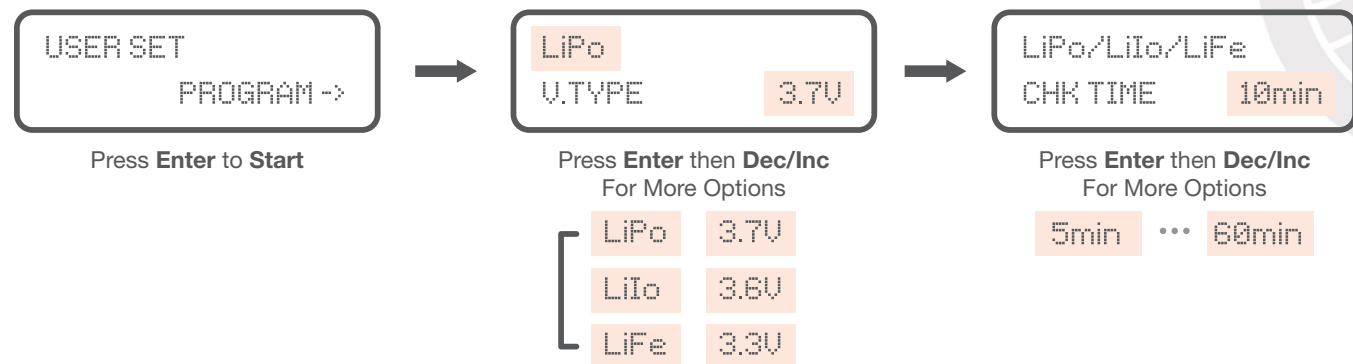 USER SET
PROGRAM ->
Press Enter to Start
LiPo
V.TYPE 3.7V
Press Enter then Dec/Inc
For More Options
LiPo 3.7V
LiIo 3.6V
LiFe 3.3V
LiPo/LiIo/LiFe
CHK TIME 10min
Press Enter then Dec/Inc
For More Options
5min ••• 60min